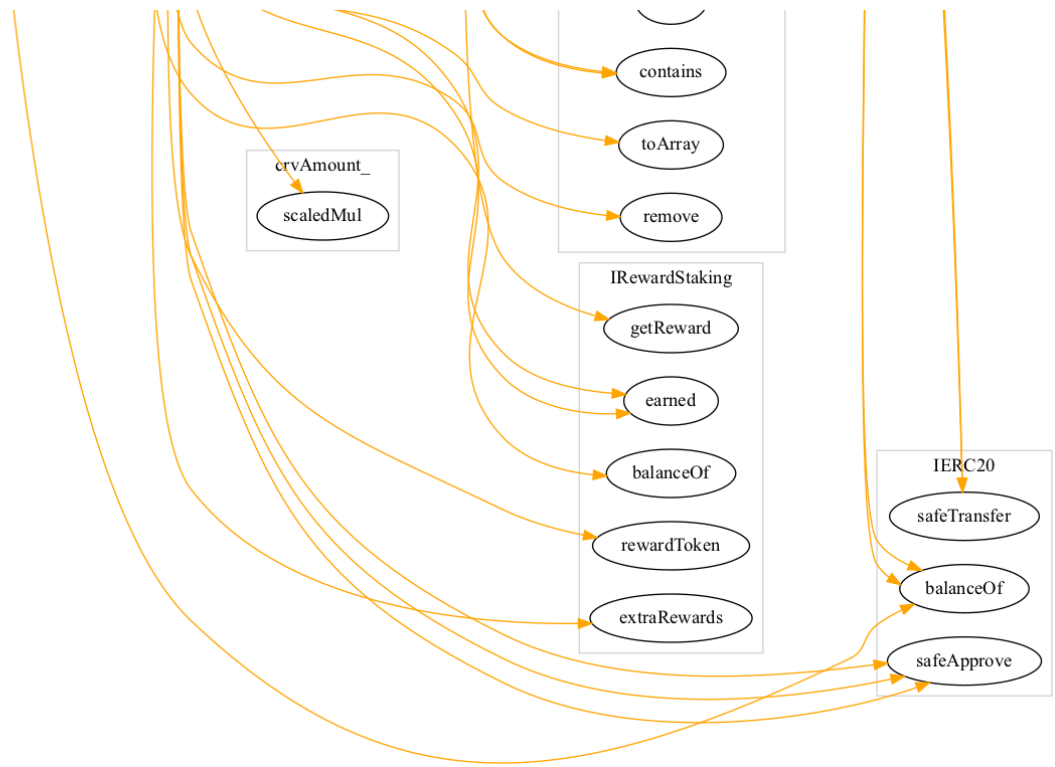 contains
toArray
remove
crvAmount_
scaledMul
IRewardStaking
getReward
earned
balanceOf
rewardToken
extraRewards
IERC20
safeTransfer
balanceOf
safeApprove